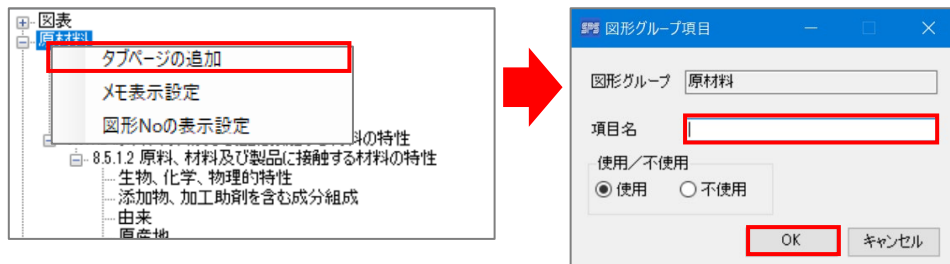 図表
原材料
タブページの追加
メモ表示設定
図形Noの表示設定
料の特性
8.5.1.2 原料、材料及び製品に接触する材料の特性
生物、化学、物理的特性
添加物、加工助剤を含む成分組成
由来
原産地
SPS 図形グループ項目
図形グループ 原材料
項目名
使用／不使用
使用 不使用
OK キャンセル